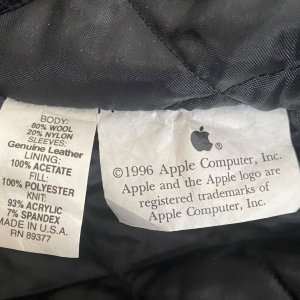 BODY:
80% WOOL
20% NYLON
SLEEVES:
Genuine Leather
LINING:
100% ACETATE
FILL:
100% POLYESTER
KNIT:
93% ACRYLIC
7% SPANDEX
MADE IN U.S.A.
RN 89377
©1996 Apple Computer, Inc.
Apple and the Apple logo are
registered trademarks of
Apple Computer, Inc.